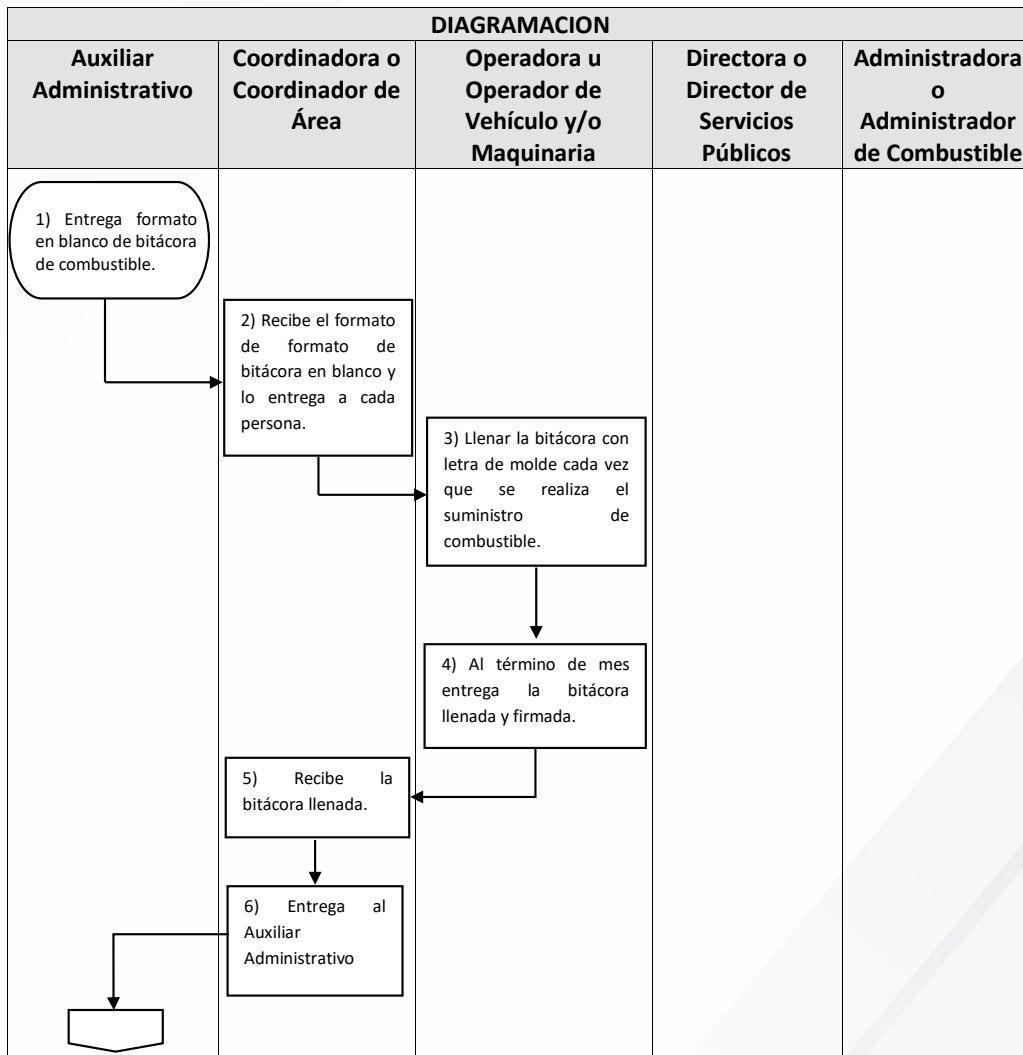 DIAGRAMACION
Auxiliar
Administrativo
Coordinadora o
Coordinador de
Área
Operadora u
Operador de
Vehículo y/o
Maquinaria
Directora o
Director de
Servicios
Públicos
Administradora
o
Administrador
de Combustible
1) Entrega formato
en blanco de bitácora
de combustible.
2) Recibe el formato
de formato de
bitácora en blanco y
lo entrega a cada
persona.
3) Llenar la bitácora con
letra de molde cada vez
que se realiza el
suministro de
combustible.
4) Al término de mes
entrega la bitácora
llenada y firmada.
5) Recibe la
bitácora llenada.
6) Entrega al
Auxiliar
Administrativo